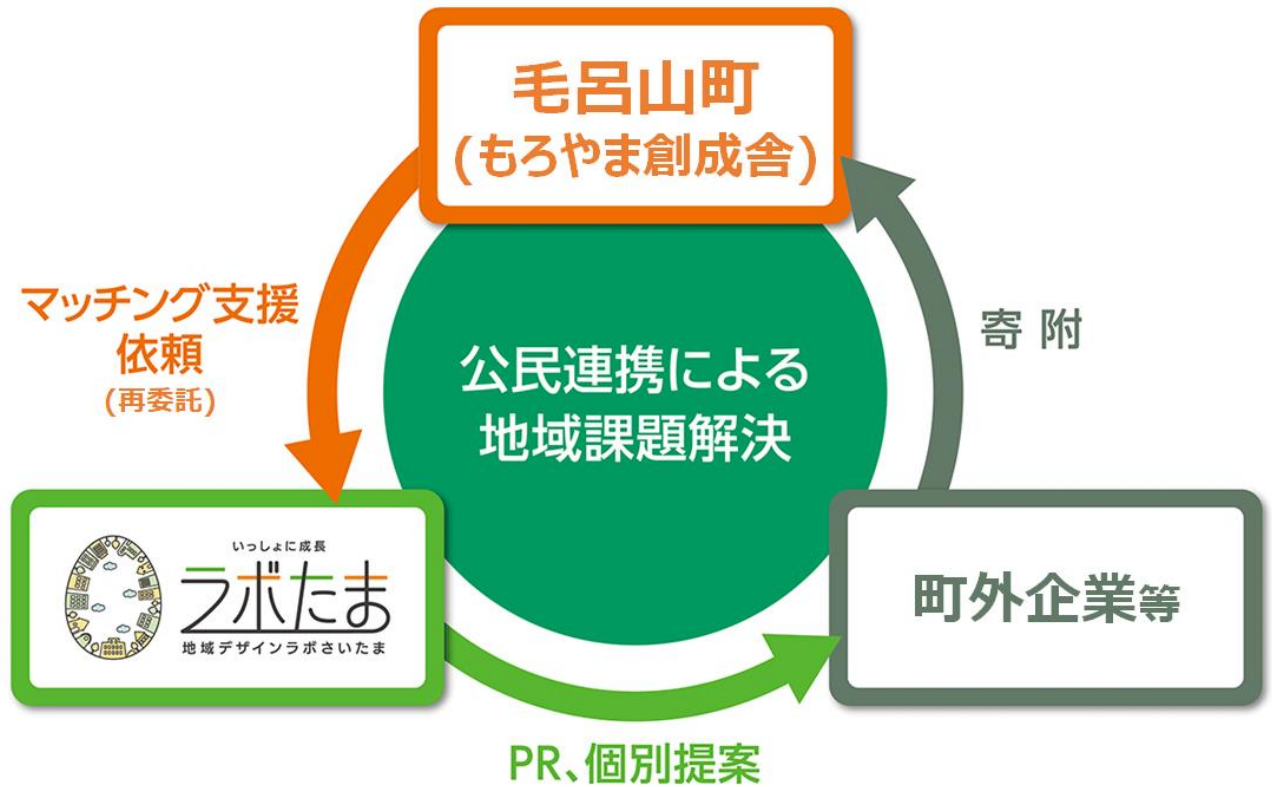 毛呂山町
(もろやま創成舎)
マッチング支援
依頼
(再委託)
寄 附
公民連携による
地域課題解決
いっしょに成長
ラボたま
地域デザインラボさいたま
町外企業等
PR、個別提案